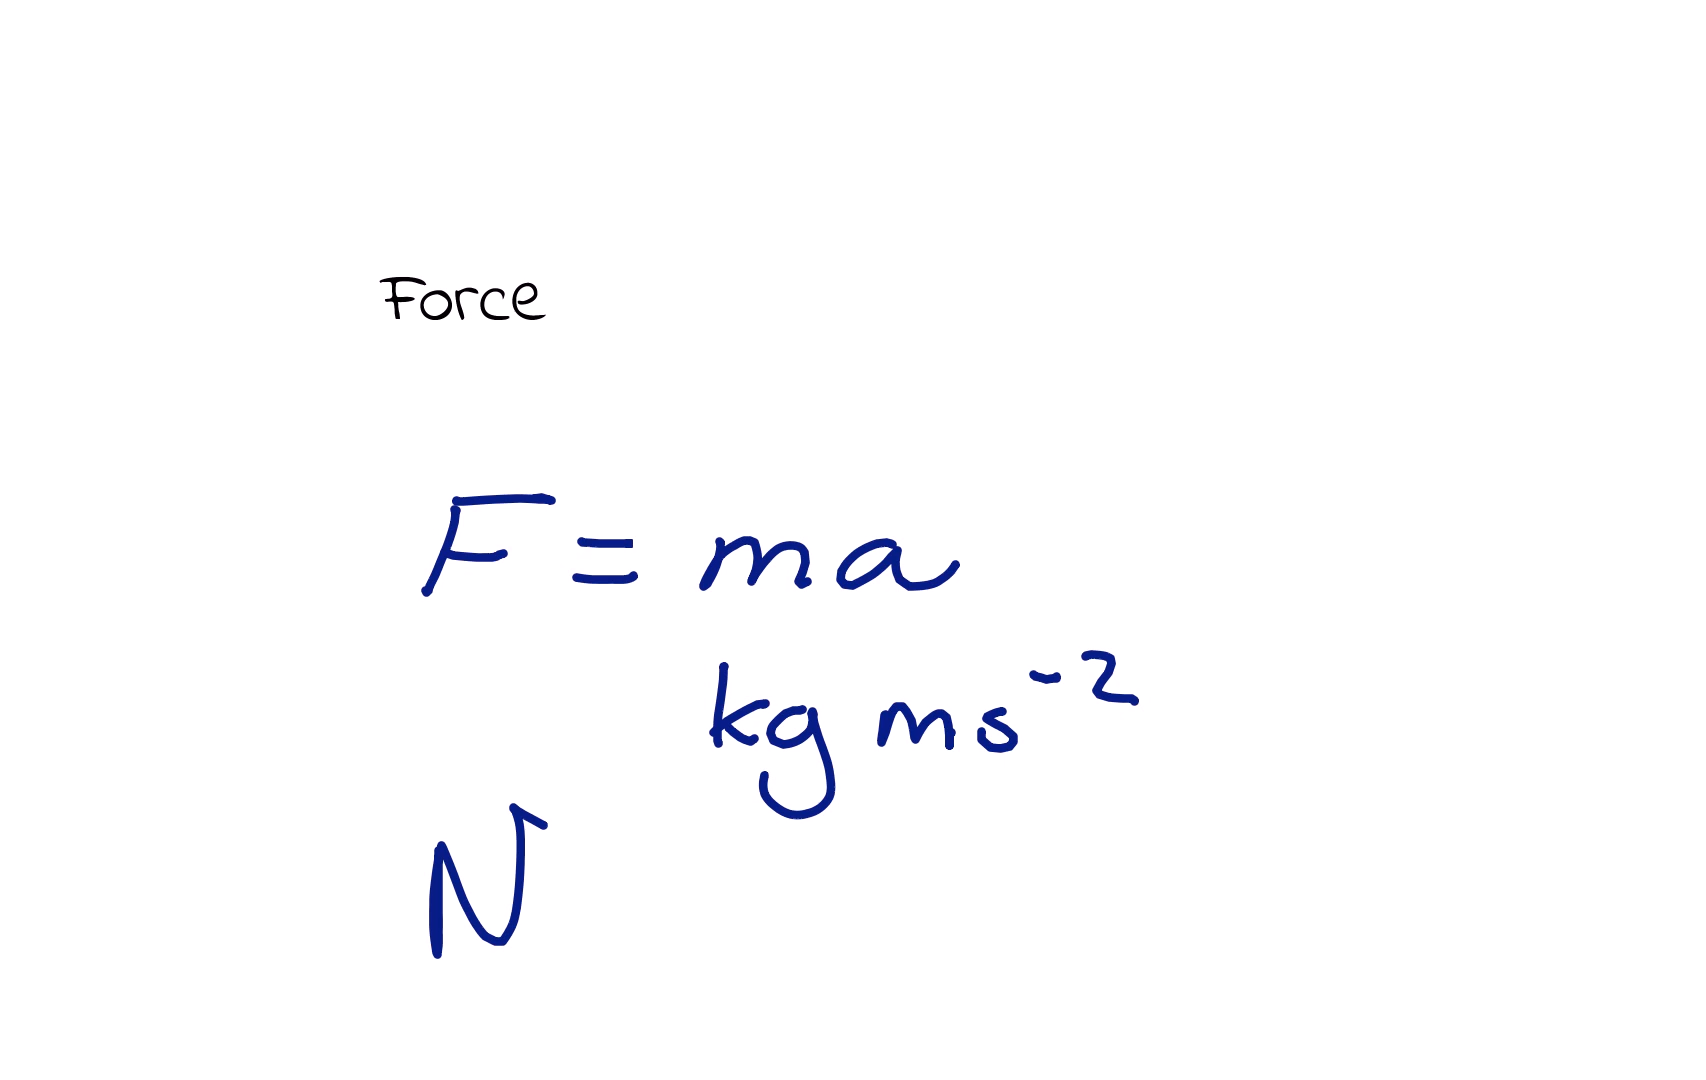 Force
F = ma
kg ms⁻²
N